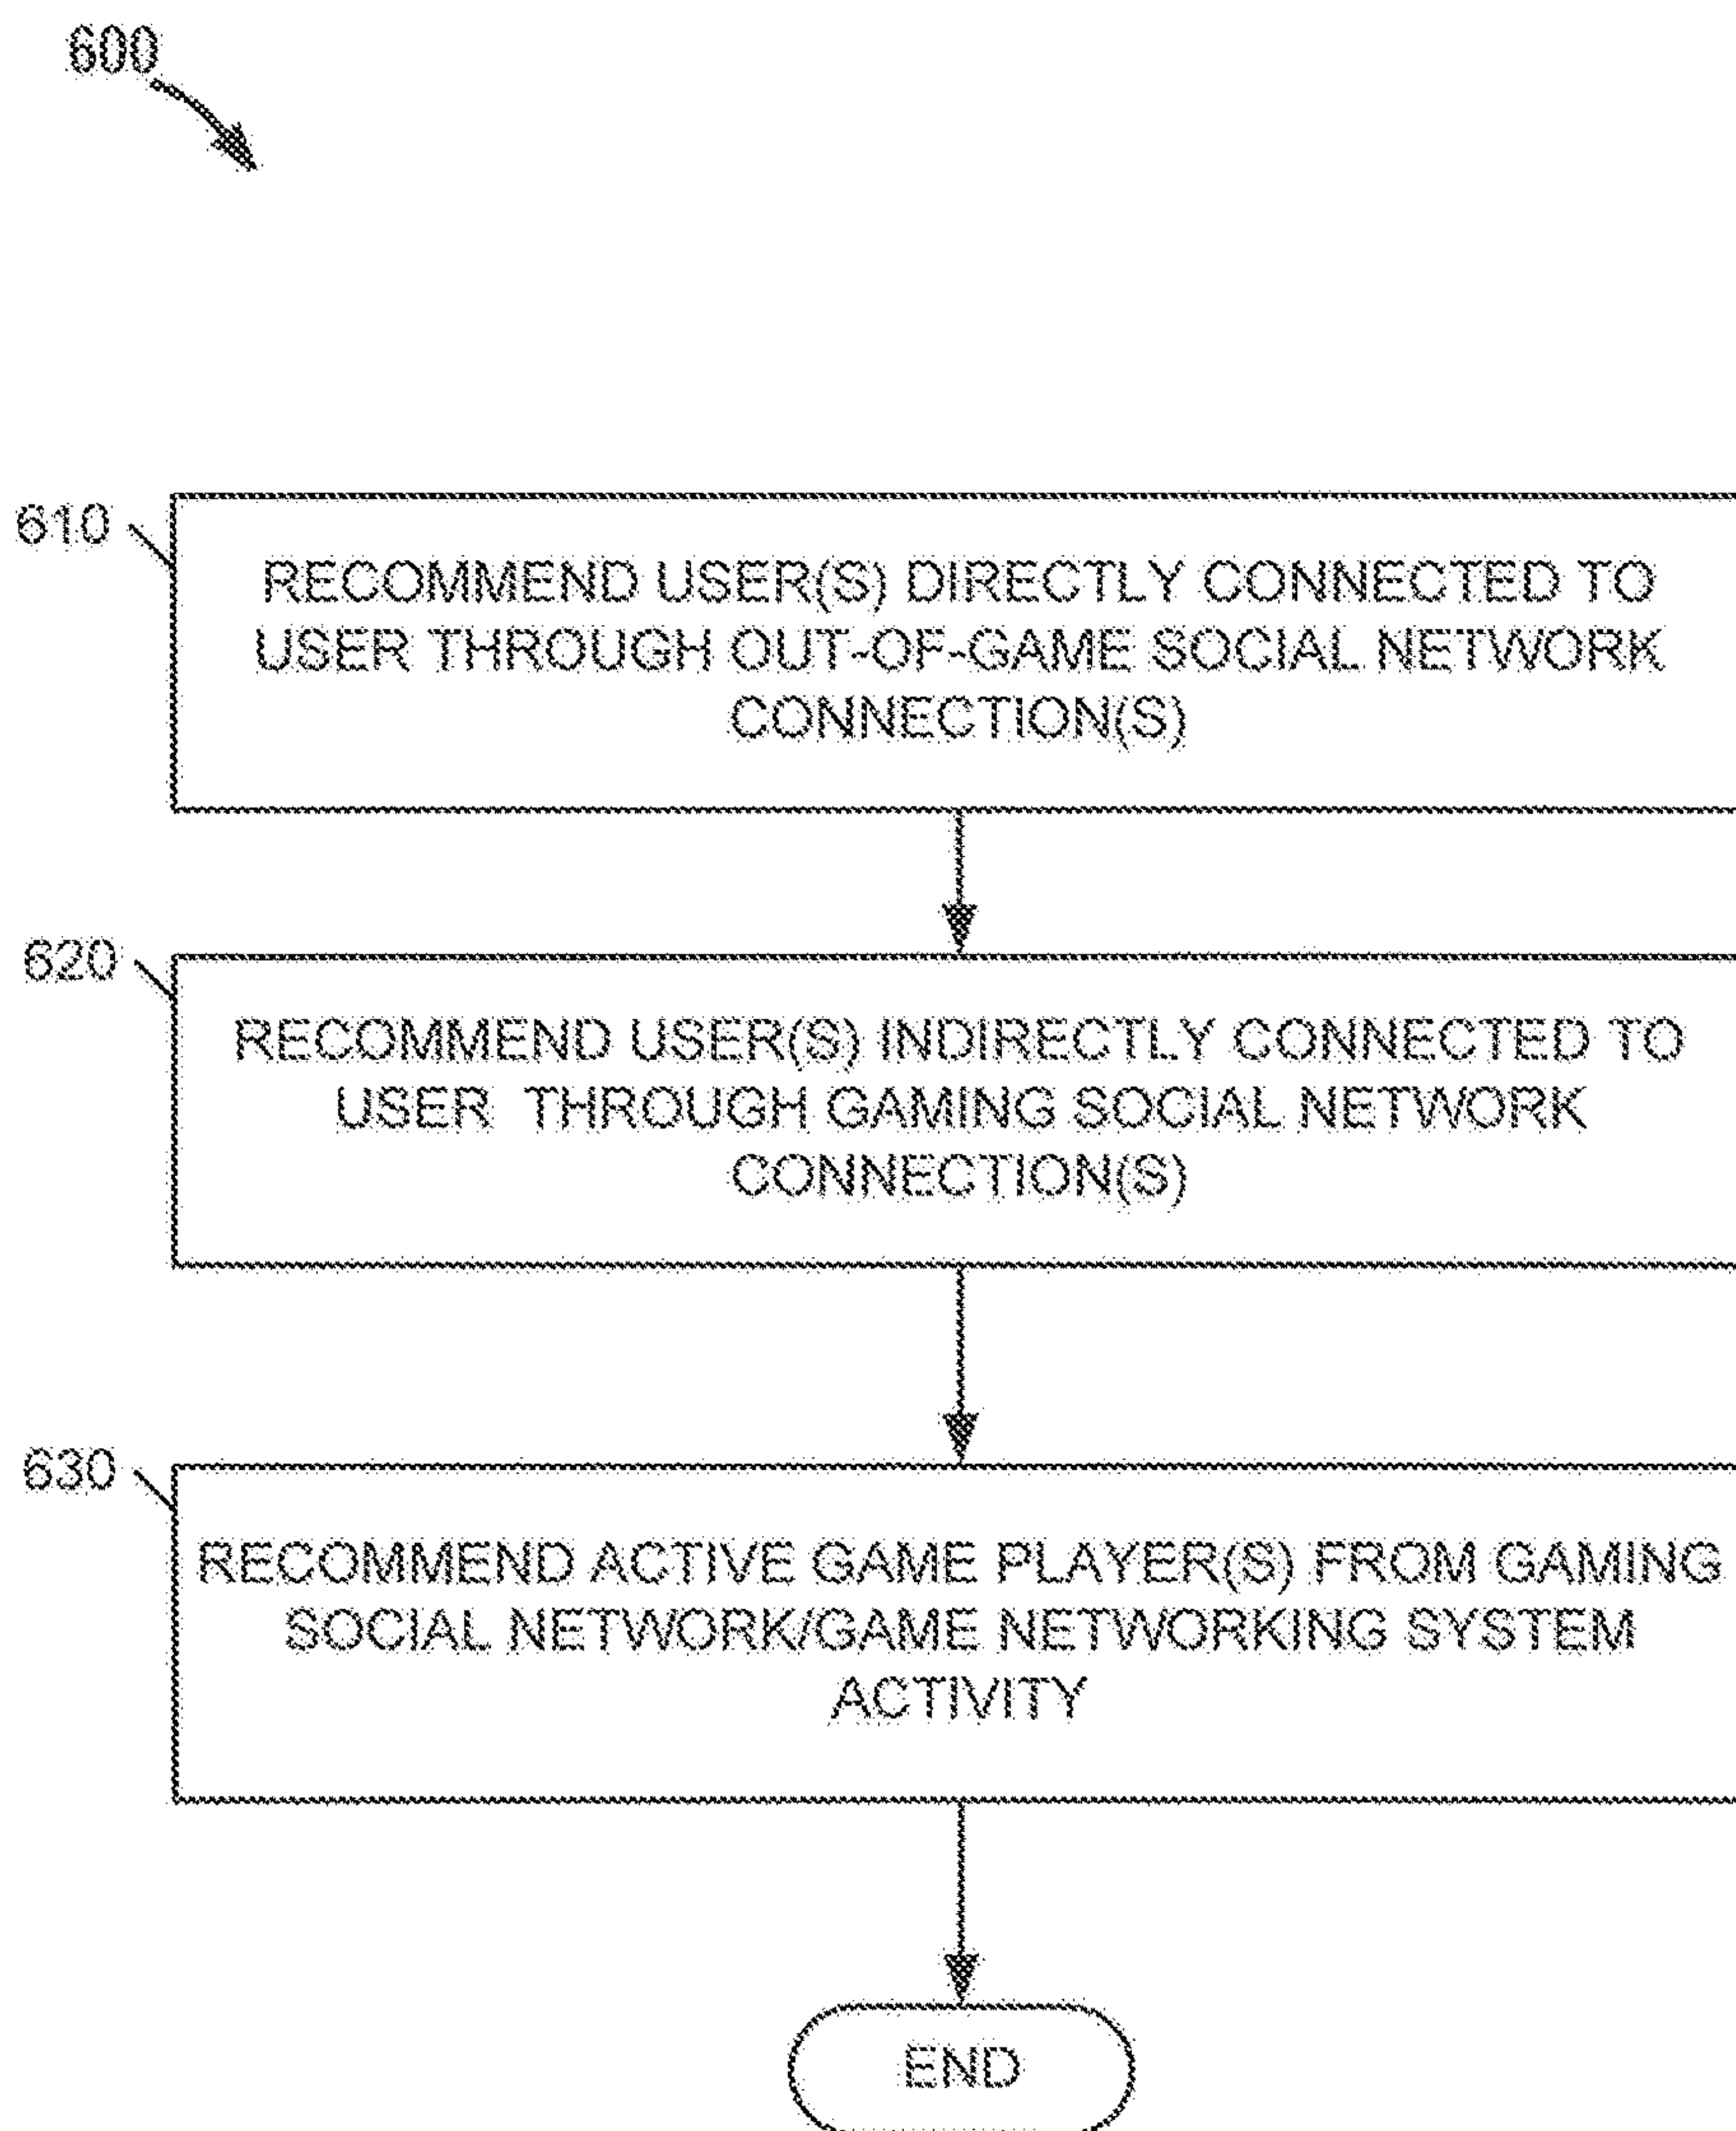 600
610
RECOMMEND USER(S) DIRECTLY CONNECTED TO
USER THROUGH OUT-OF-GAME SOCIAL NETWORK
CONNECTION(S)
620
RECOMMEND USER(S) INDIRECTLY CONNECTED TO
USER THROUGH GAMING SOCIAL NETWORK
CONNECTION(S)
630
RECOMMEND ACTIVE GAME PLAYER(S) FROM GAMING
SOCIAL NETWORK/GAME NETWORKING SYSTEM
ACTIVITY
END